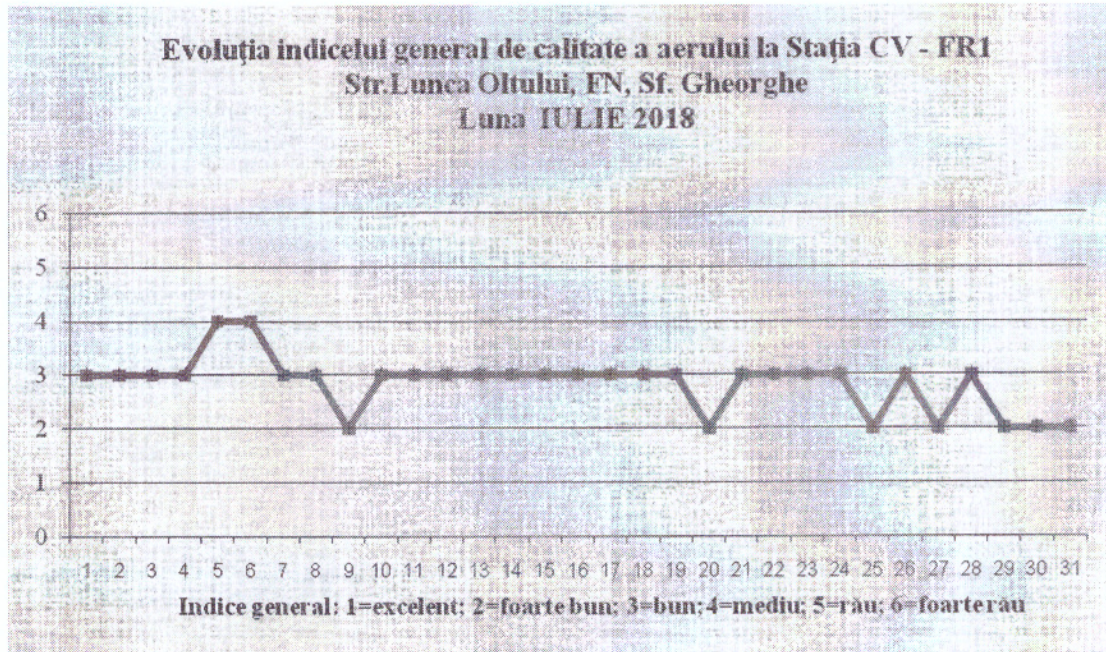 Evoluţia indicelui general de calitate a aerului la Staţia CV - FR1
Str.Lunca Oltului, FN, Sf. Gheorghe
Luna IULIE 2018
6
5
4
3
2
1
0
1 2 3 4 5 6 7 8 9 10 11 12 13 14 15 16 17 18 19 20 21 22 23 24 25 26 27 28 29 30 31
Indice general: 1=excelent; 2=foarte bun; 3=bun; 4=mediu; 5=rău; 6=foarte rău